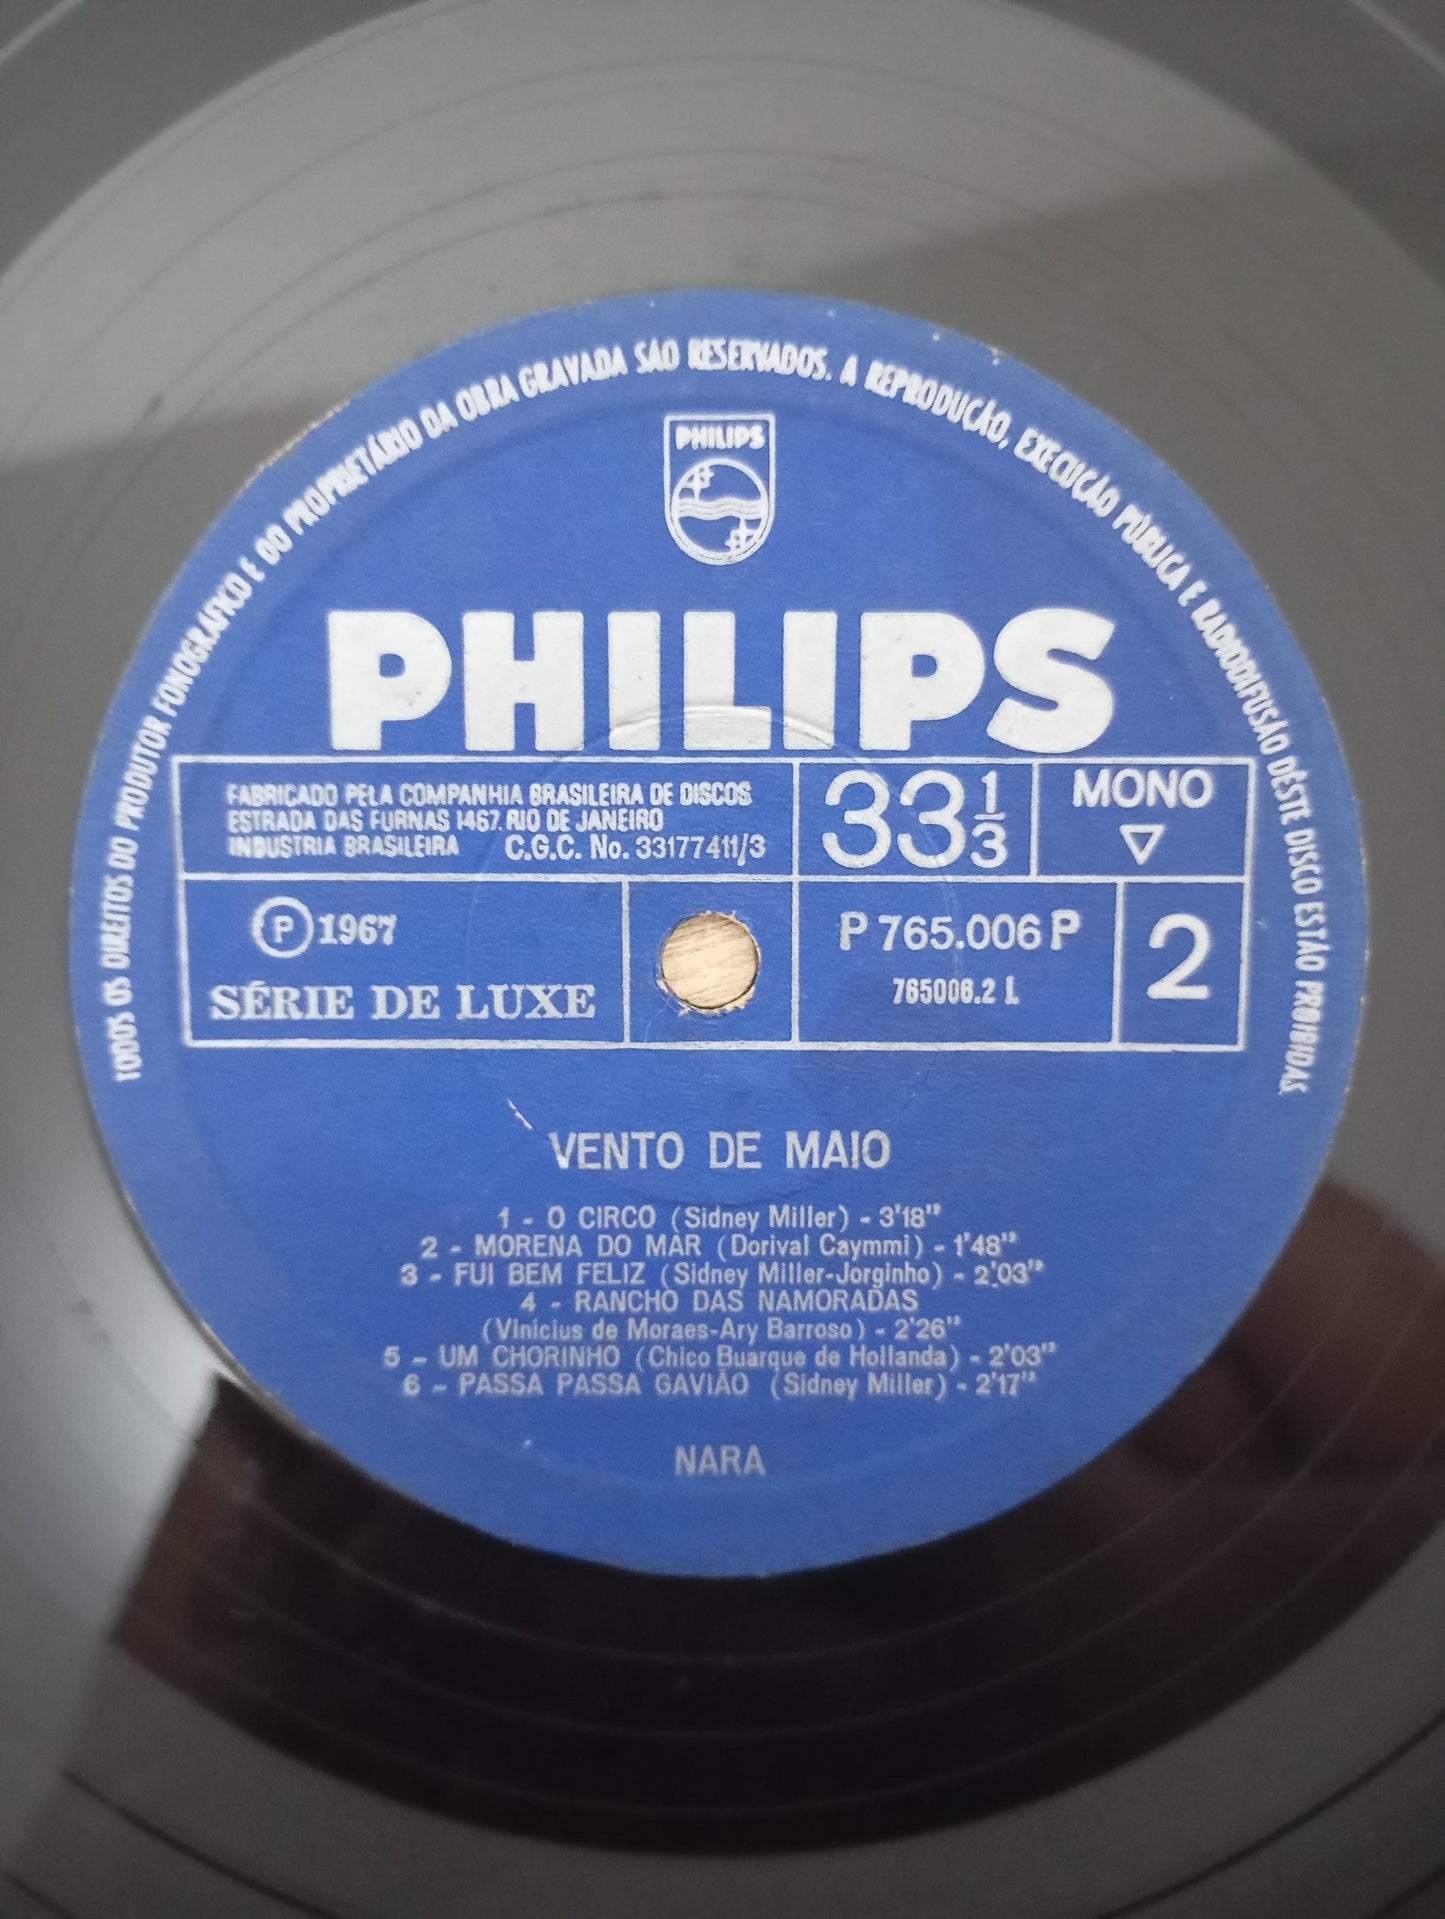 TODOS OS DIREITOS DO PRODUTOR FONOGRÁFICO E DO PROPRIETÁRIO DA OBRA GRAVADA SÃO RESERVADOS. A REPRODUÇÃO, EXECUÇÃO PÚBLICA E RADIODIFUSÃO DÊSTE DISCO ESTÃO PROIBIDAS.
PHILIPS
PHILIPS
FABRICADO PELA COMPANHIA BRASILEIRA DE DISCOS
ESTRADA DAS FURNAS 1467. RIO DE JANEIRO
INDUSTRIA BRASILEIRA C.G.C. No. 33177411/3
33 1/3
MONO
Ⓟ 1967
SÉRIE DE LUXE
P 765.006 P
765006.2 L
2
VENTO DE MAIO
1 - O CIRCO (Sidney Miller) - 3'18"
2 - MORENA DO MAR (Dorival Caymmi) - 1'48"
3 - FUI BEM FELIZ (Sidney Miller-Jorginho) - 2'03"
4 - RANCHO DAS NAMORADAS
(Vinicius de Moraes-Ary Barroso) - 2'26"
5 - UM CHORINHO (Chico Buarque de Hollanda) - 2'03"
6 - PASSA PASSA GAVIÃO (Sidney Miller) - 2'17"
NARA